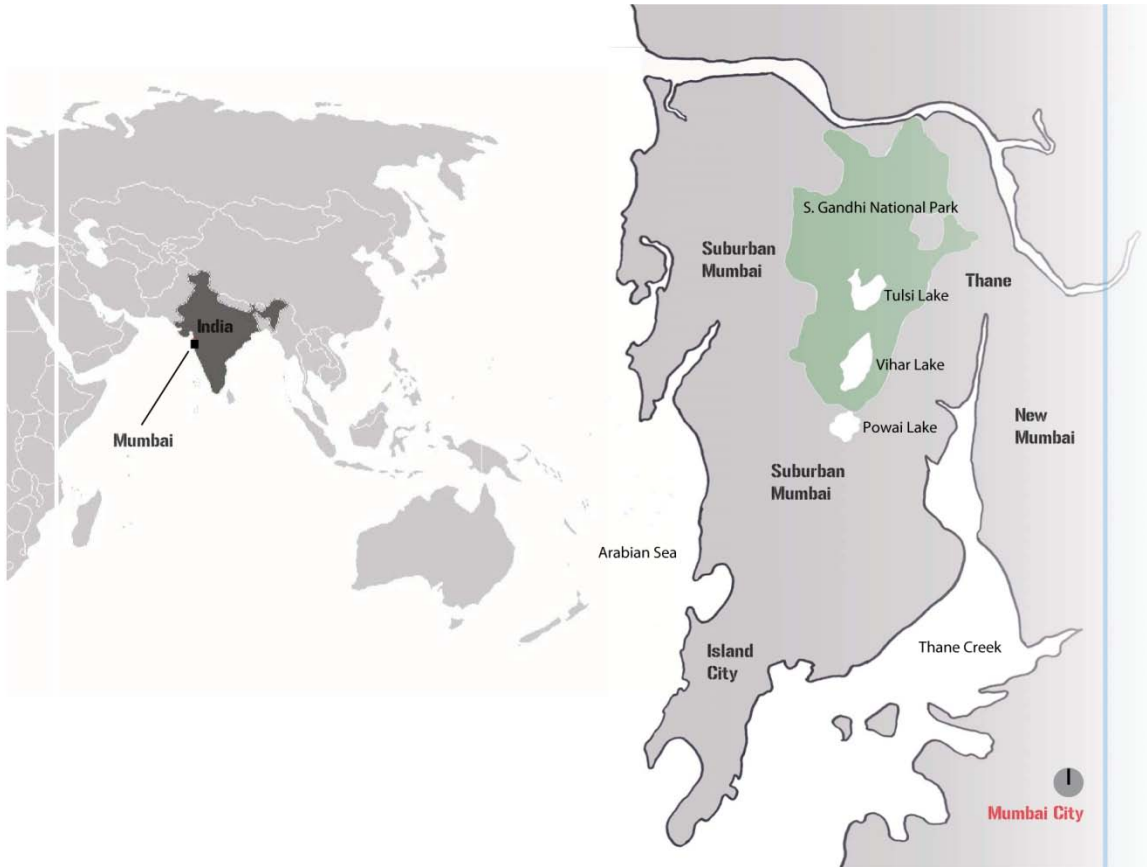 India
Mumbai
S. Gandhi National Park
Suburban
Mumbai
Thane
Tulsi Lake
Vihar Lake
New
Mumbai
Powai Lake
Suburban
Mumbai
Arabian Sea
Island
City
Thane Creek
Mumbai City